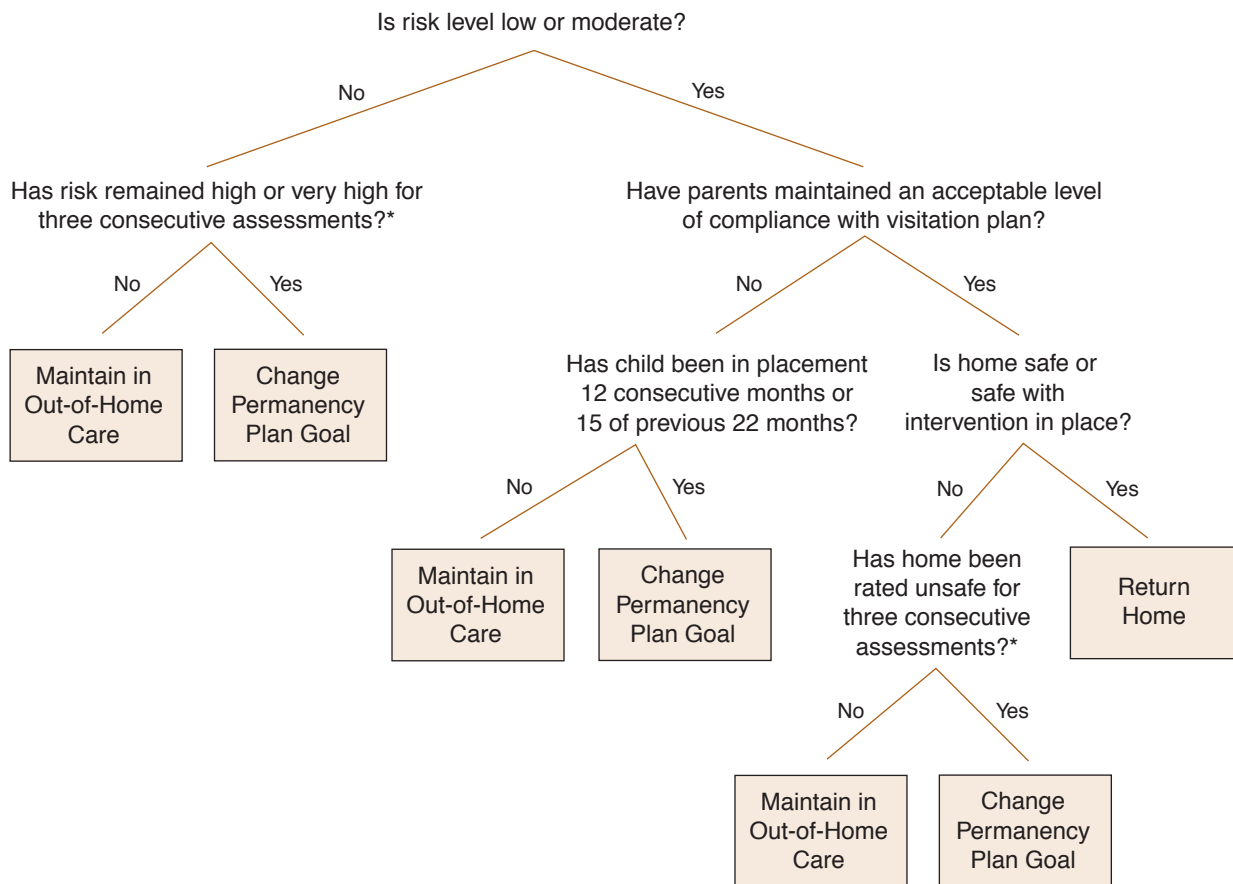 Is risk level low or moderate?
No
Yes
Has risk remained high or very high for
three consecutive assessments?*
Have parents maintained an acceptable level
of compliance with visitation plan?
No
Yes
No
Yes
Maintain in
Out-of-Home
Care
Change
Permanency
Plan Goal
Has child been in placement
12 consecutive months or
15 of previous 22 months?
Is home safe or
safe with
intervention in place?
No
Yes
No
Yes
Maintain in
Out-of-Home
Care
Change
Permanency
Plan Goal
Has home been
rated unsafe for
three consecutive
assessments?*
Return
Home
No
Yes
Maintain in
Out-of-Home
Care
Change
Permanency
Plan Goal